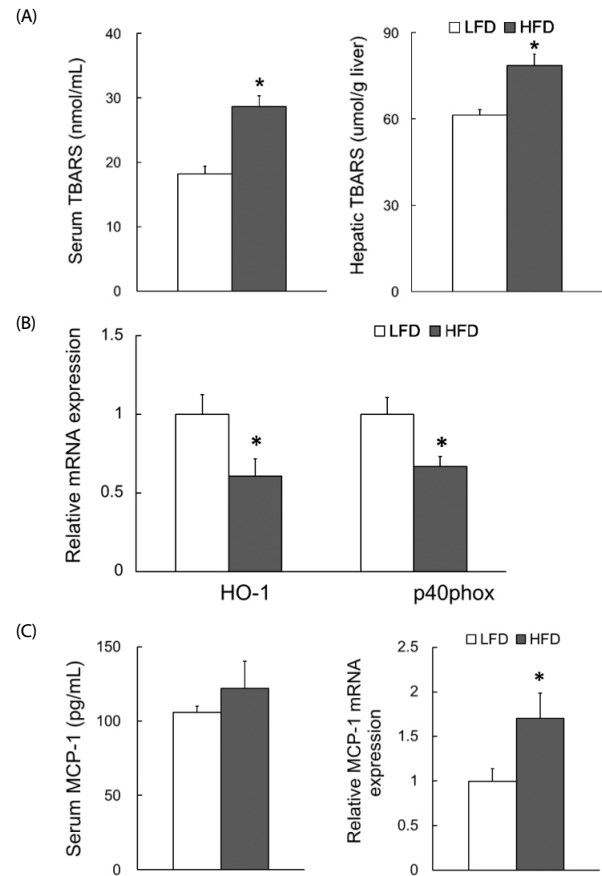 (A)
Serum TBARS (nmol/mL)
40
30
20
10
0
*
Hepatic TBARS (umol/g liver)
90
60
30
0
LFD HFD
*
(B)
Relative mRNA expression
1.5
1
0.5
0
LFD HFD
*
*
HO-1
p40phox
(C)
Serum MCP-1 (pg/mL)
150
100
50
0
Relative MCP-1 mRNA
expression
2.5
2
1.5
1
0.5
0
LFD HFD
*